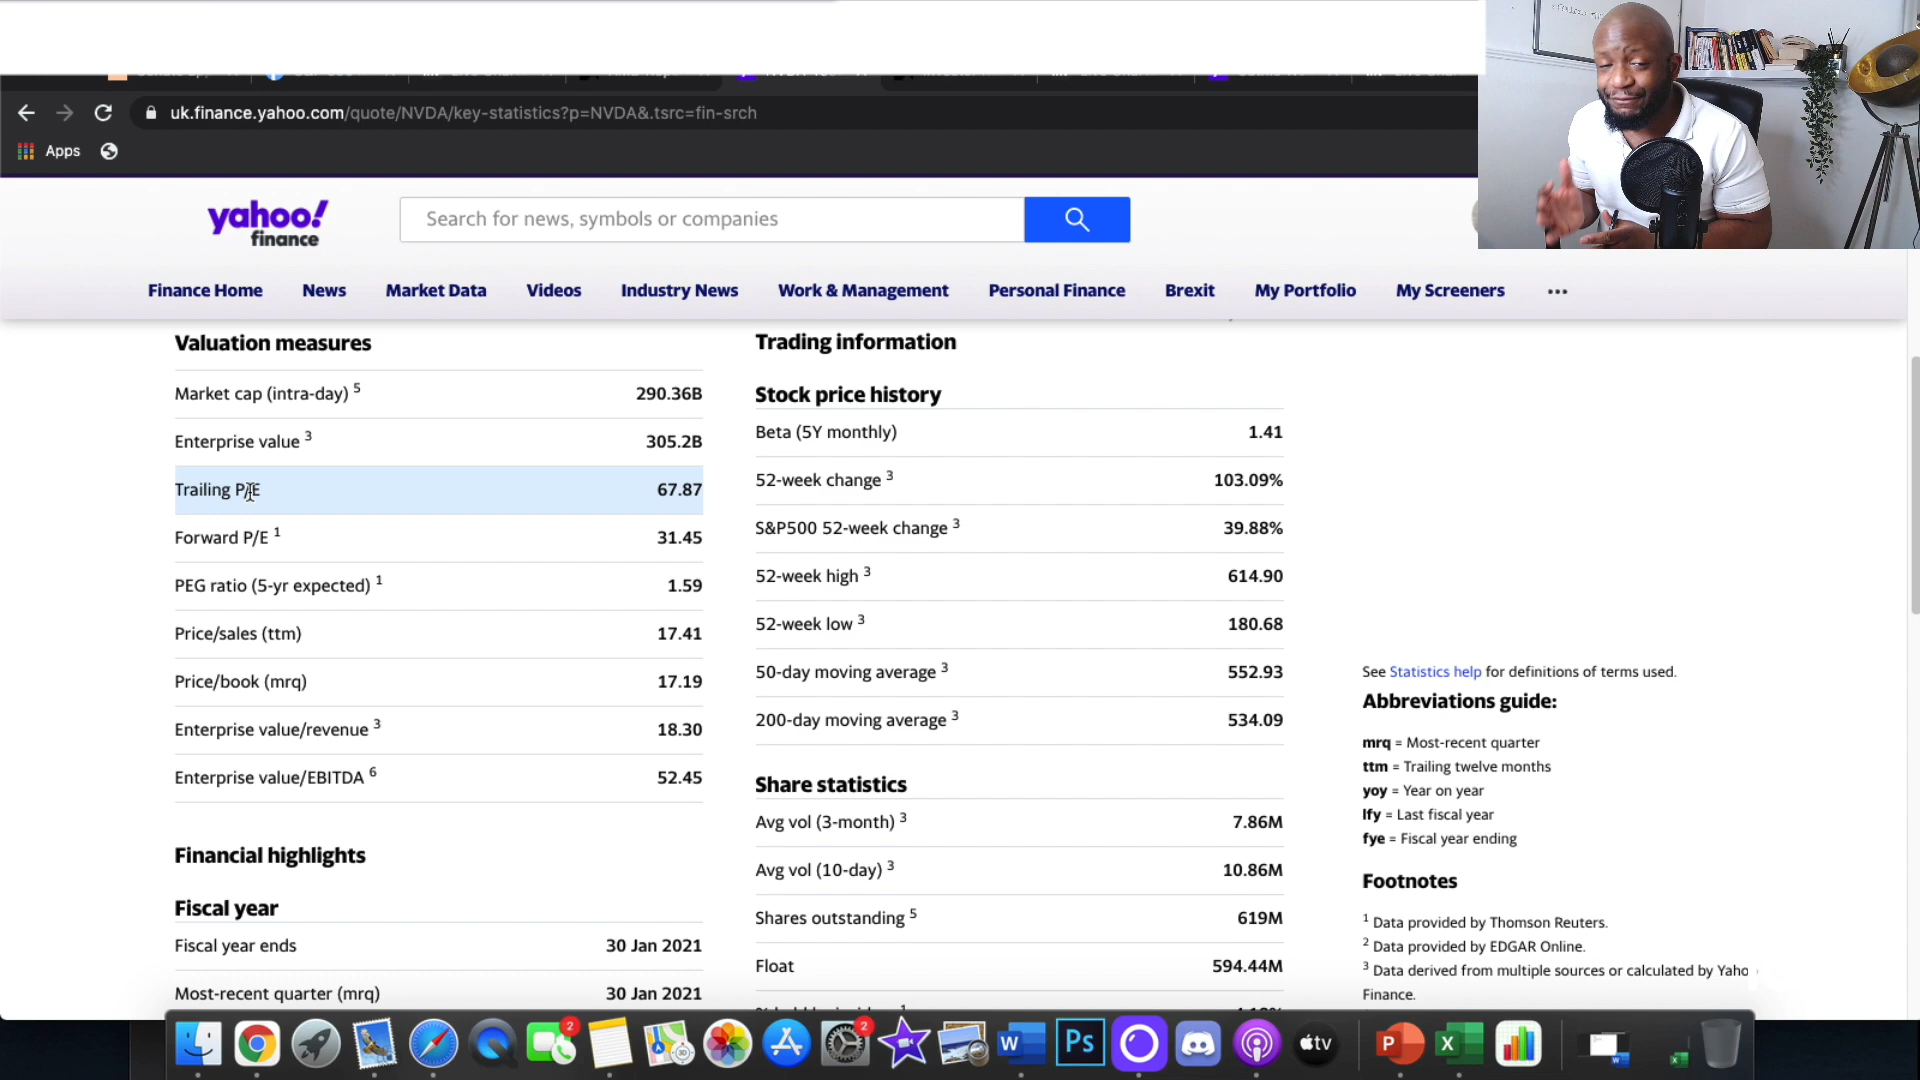 uk.finance.yahoo.com/quote/NVDA/key-statistics?p=NVDA&.tsrc=fin-srch
Apps
yahoo!
finance
Search for news, symbols or companies
Finance Home News Market Data Videos Industry News Work & Management Personal Finance Brexit My Portfolio My Screeners ...
Valuation measures
Market cap (intra-day) 5 290.36B
Enterprise value 3 305.2B
Trailing P/E 67.87
Forward P/E 1 31.45
PEG ratio (5-yr expected) 1 1.59
Price/sales (ttm) 17.41
Price/book (mrq) 17.19
Enterprise value/revenue 3 18.30
Enterprise value/EBITDA 6 52.45
Financial highlights
Fiscal year
Fiscal year ends 30 Jan 2021
Most-recent quarter (mrq) 30 Jan 2021
Trading information
Stock price history
Beta (5Y monthly) 1.41
52-week change 3 103.09%
S&P500 52-week change 3 39.88%
52-week high 3 614.90
52-week low 3 180.68
50-day moving average 3 552.93
200-day moving average 3 534.09
Share statistics
Avg vol (3-month) 3 7.86M
Avg vol (10-day) 3 10.86M
Shares outstanding 5 619M
Float 594.44M
See Statistics help for definitions of terms used.
Abbreviations guide:
mrq = Most-recent quarter
ttm = Trailing twelve months
yoy = Year on year
lfy = Last fiscal year
fye = Fiscal year ending
Footnotes
1 Data provided by Thomson Reuters.
2 Data provided by EDGAR Online.
3 Data derived from multiple sources or calculated by Yaho
Finance.
2
3D
2
W
Ps
tv
P
X